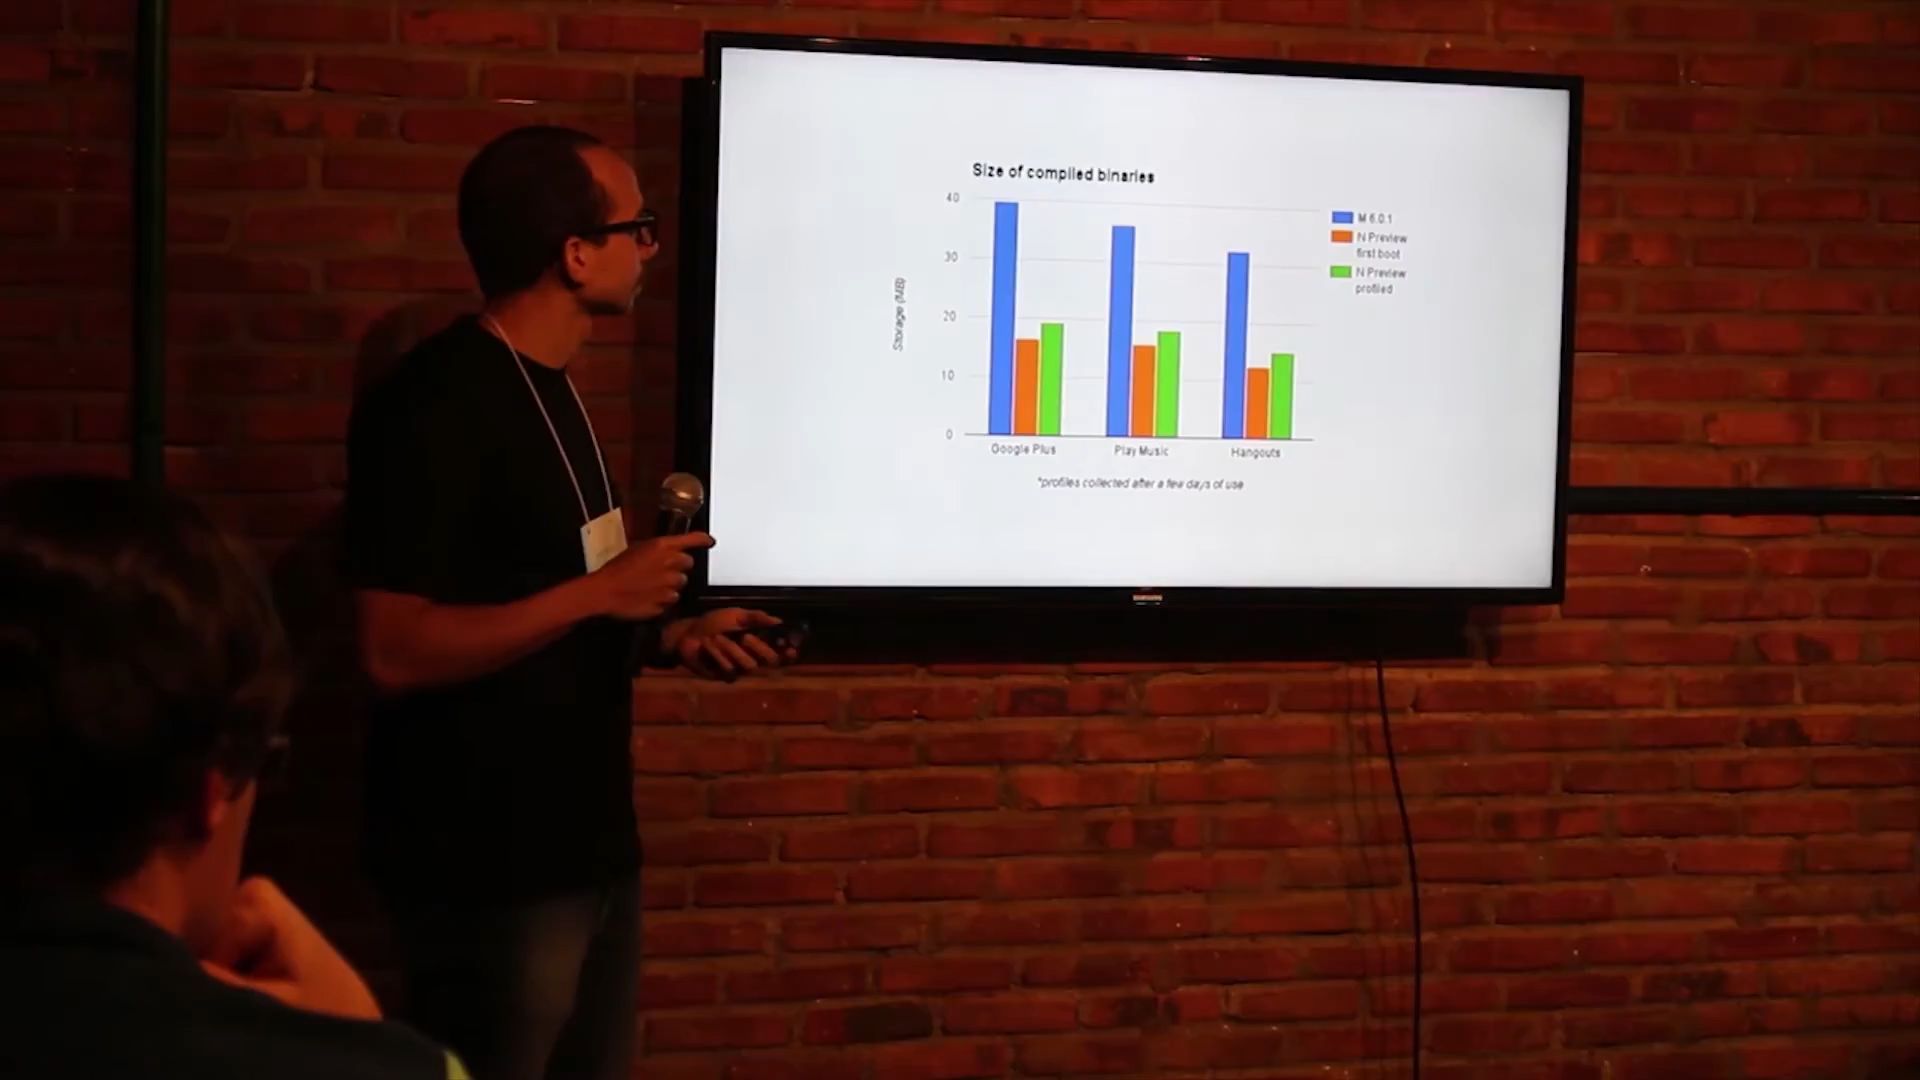 Size of compiled binaries
40
30
20
10
0
Storage (MB)
M 6.0.1
N Preview
first boot
N Preview
profiled
Google Plus
Play Music
Hangouts
*profiles collected after a few days of use